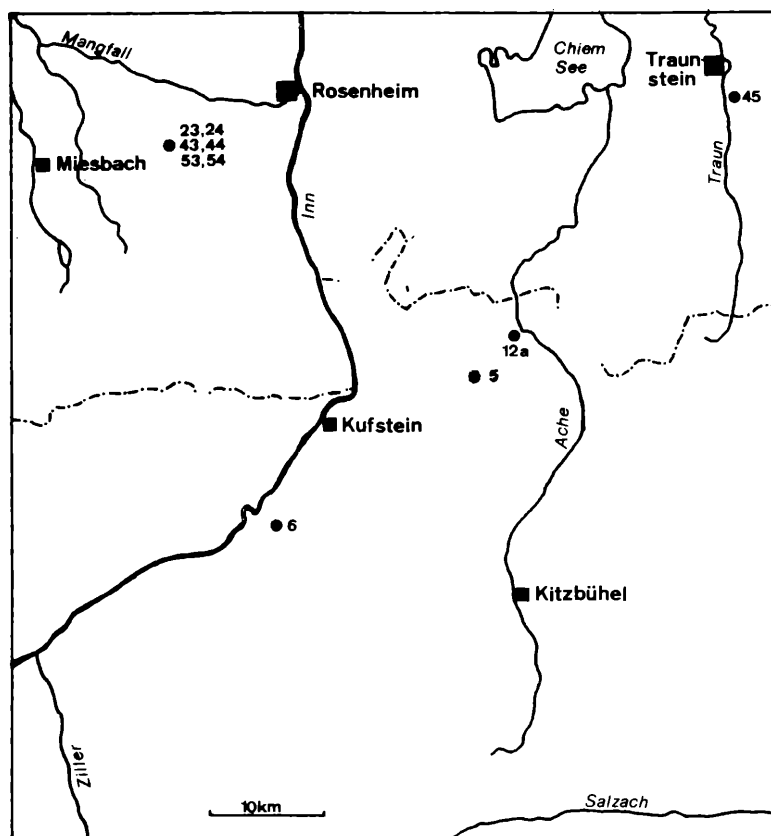 Mangfall
Chiem
See
Traun-
stein
Rosenheim
45
23,24
43,44
53,54
Miesbach
Traun
Inn
12a
5
Ache
Kufstein
6
Kitzbühel
Ziller
10km
Salzach